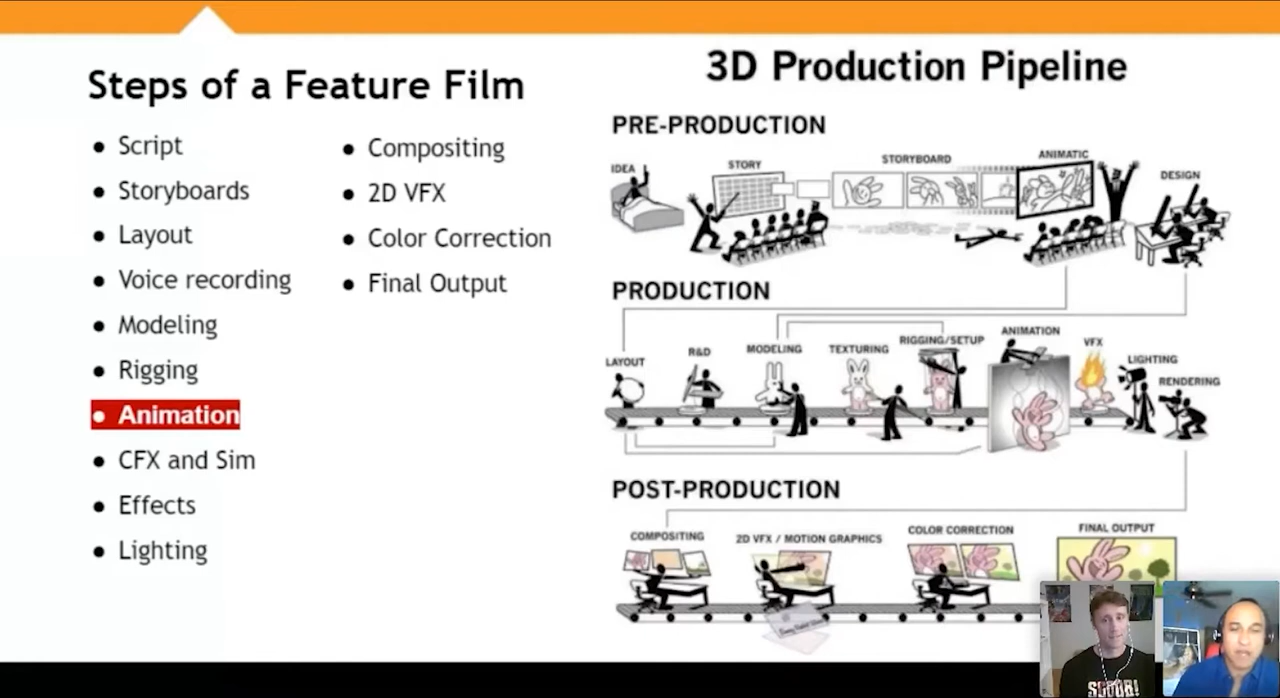 Steps of a Feature Film
• Script
• Storyboards
• Layout
• Voice recording
• Modeling
• Rigging
• Animation
• CFX and Sim
• Effects
• Lighting
• Compositing
• 2D VFX
• Color Correction
• Final Output
3D Production Pipeline
PRE-PRODUCTION
IDEA
STORY
STORYBOARD
ANIMATIC
DESIGN
PRODUCTION
LAYOUT
R&D
MODELING
TEXTURING
RIGGING/SETUP
ANIMATION
VFX
LIGHTING
RENDERING
POST-PRODUCTION
COMPOSITING
2D VFX / MOTION GRAPHICS
COLOR CORRECTION
FINAL OUTPUT